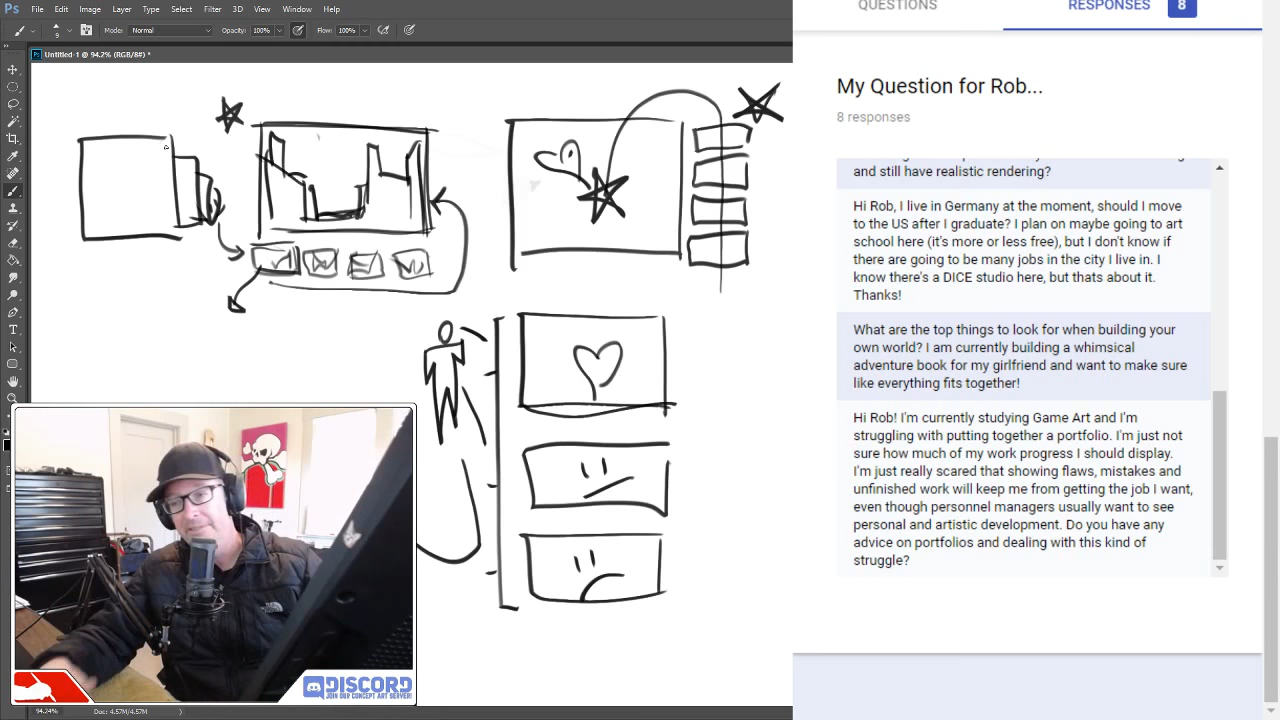 Ps File Edit Image Layer Type Select Filter 3D View Window Help
9 Mode: Normal Opacity: 100% Flow: 100%
Untitled-1 @ 94.2% (RGB/8#) *
QUESTIONS RESPONSES 8
My Question for Rob...
8 responses
and still have realistic rendering?
Hi Rob, I live in Germany at the moment, should I move
to the US after I graduate? I plan on maybe going to art
school here (it's more or less free), but I don't know if
there are going to be many jobs in the city I live in. I
know there's a DICE studio here, but thats about it.
Thanks!
What are the top things to look for when building your
own world? I am currently building a whimsical
adventure book for my girlfriend and want to make sure
like everything fits together!
Hi Rob! I'm currently studying Game Art and I'm
struggling with putting together a portfolio. I'm just not
sure how much of my work progress I should display.
I'm just really scared that showing flaws, mistakes and
unfinished work will keep me from getting the job I want,
even though personnel managers usually want to see
personal and artistic development. Do you have any
advice on portfolios and dealing with this kind of
struggle?
DISCORD
JOIN OUR CONCEPT ART SERVER!
94.24% Doc: 4.57M/4.57M